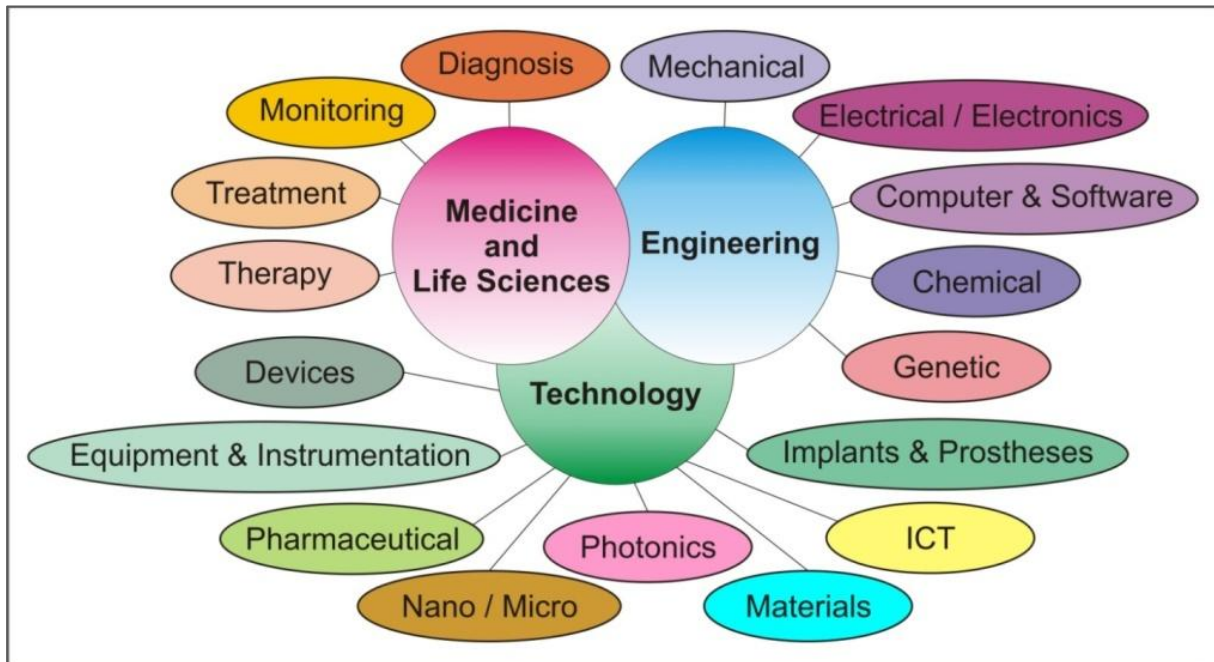 Diagnosis
Mechanical
Monitoring
Electrical / Electronics
Treatment
Computer & Software
Medicine
and
Life Sciences
Engineering
Therapy
Chemical
Devices
Genetic
Technology
Equipment & Instrumentation
Implants & Prostheses
Pharmaceutical
Photonics
ICT
Nano / Micro
Materials